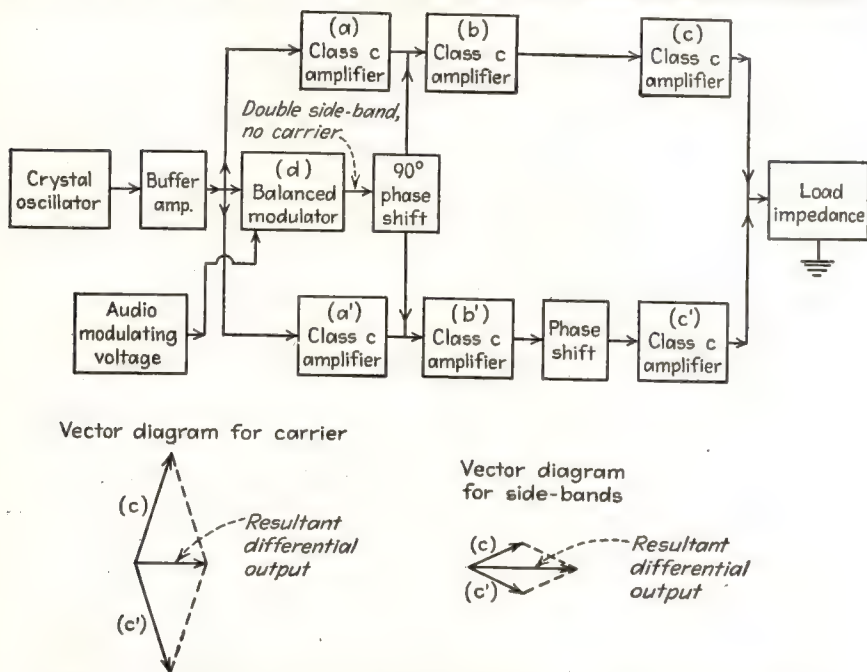 (a)
Class c
amplifier
(b)
Class c
amplifier
(c)
Class c
amplifier
Double side-band,
no carrier
Crystal
oscillator
Buffer
amp.
(d)
Balanced
modulator
90°
phase
shift
Load
impedance
Audio
modulating
voltage
(a')
Class c
amplifier
(b')
Class c
amplifier
Phase
shift
(c')
Class c
amplifier
Vector diagram for carrier
(c)
Resultant
differential
output
(c')
Vector diagram
for side-bands
(c)
(c')
Resultant
differential
output